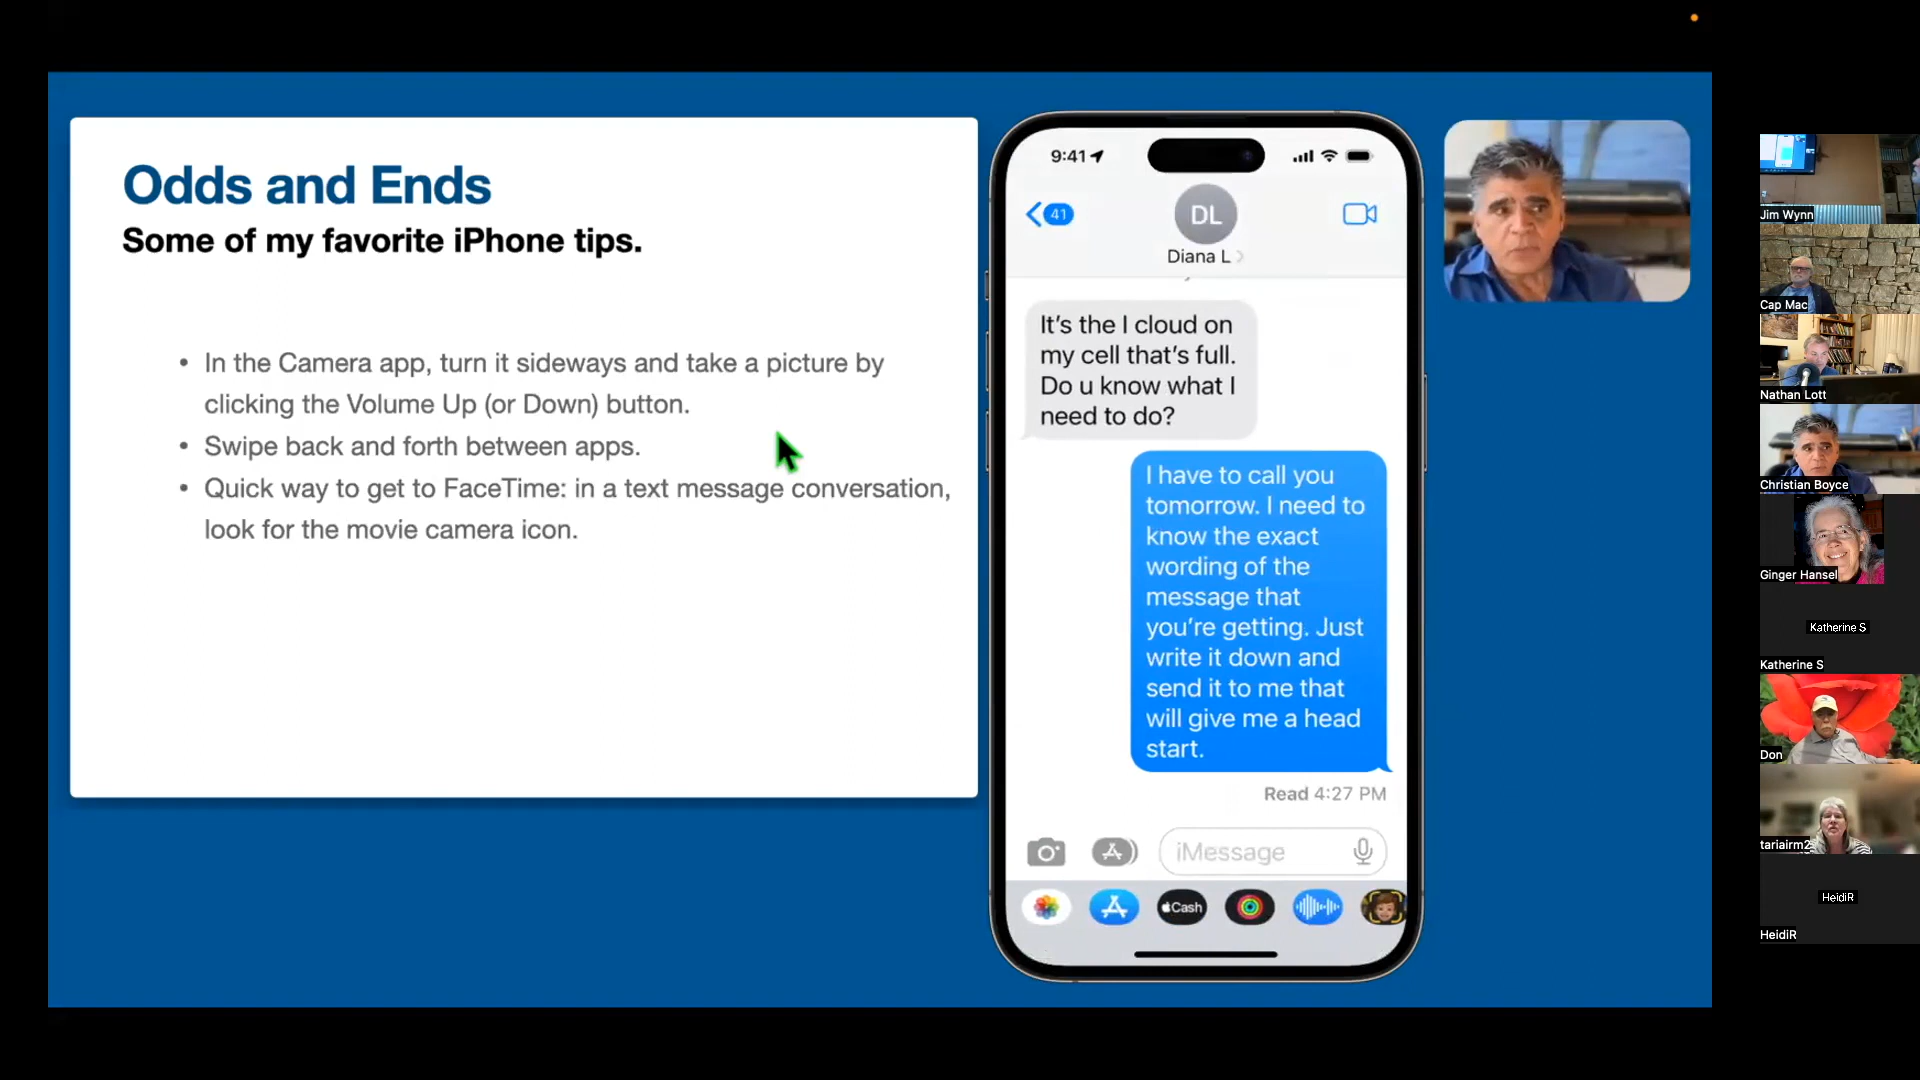 Odds and Ends
Some of my favorite iPhone tips.
• In the Camera app, turn it sideways and take a picture by
clicking the Volume Up (or Down) button.
• Swipe back and forth between apps.
• Quick way to get to FaceTime: in a text message conversation,
look for the movie camera icon.
9:41
41
DL
Diana L
It’s the I cloud on
my cell that’s full.
Do u know what I
need to do?
I have to call you
tomorrow. I need to
know the exact
wording of the
message that
you’re getting. Just
write it down and
send it to me that
will give me a head
start.
Read 4:27 PM
iMessage
Cash
Jim Wynn
Cap Mac
Nathan Lott
Christian Boyce
Ginger Hansel
Katherine S
Katherine S
Don
tariairm2
HeidiR
HeidiR